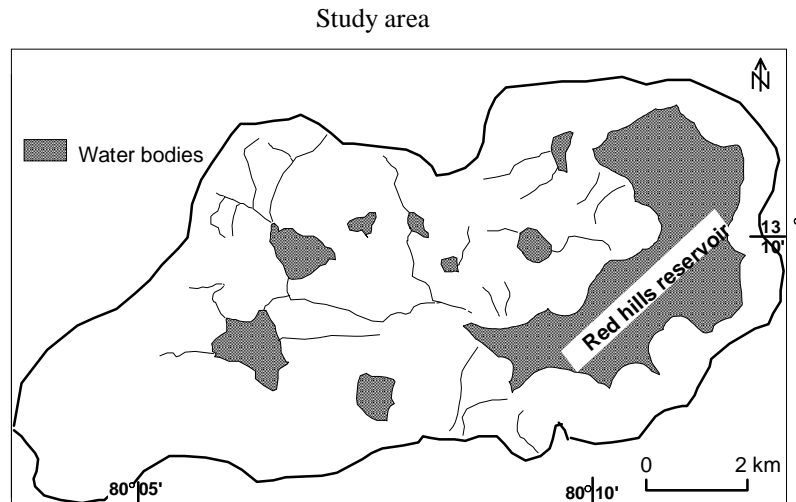 Study area
N
Water bodies
13°
10'
Red hills reservoir
0 2 km
80°05'
80°10'